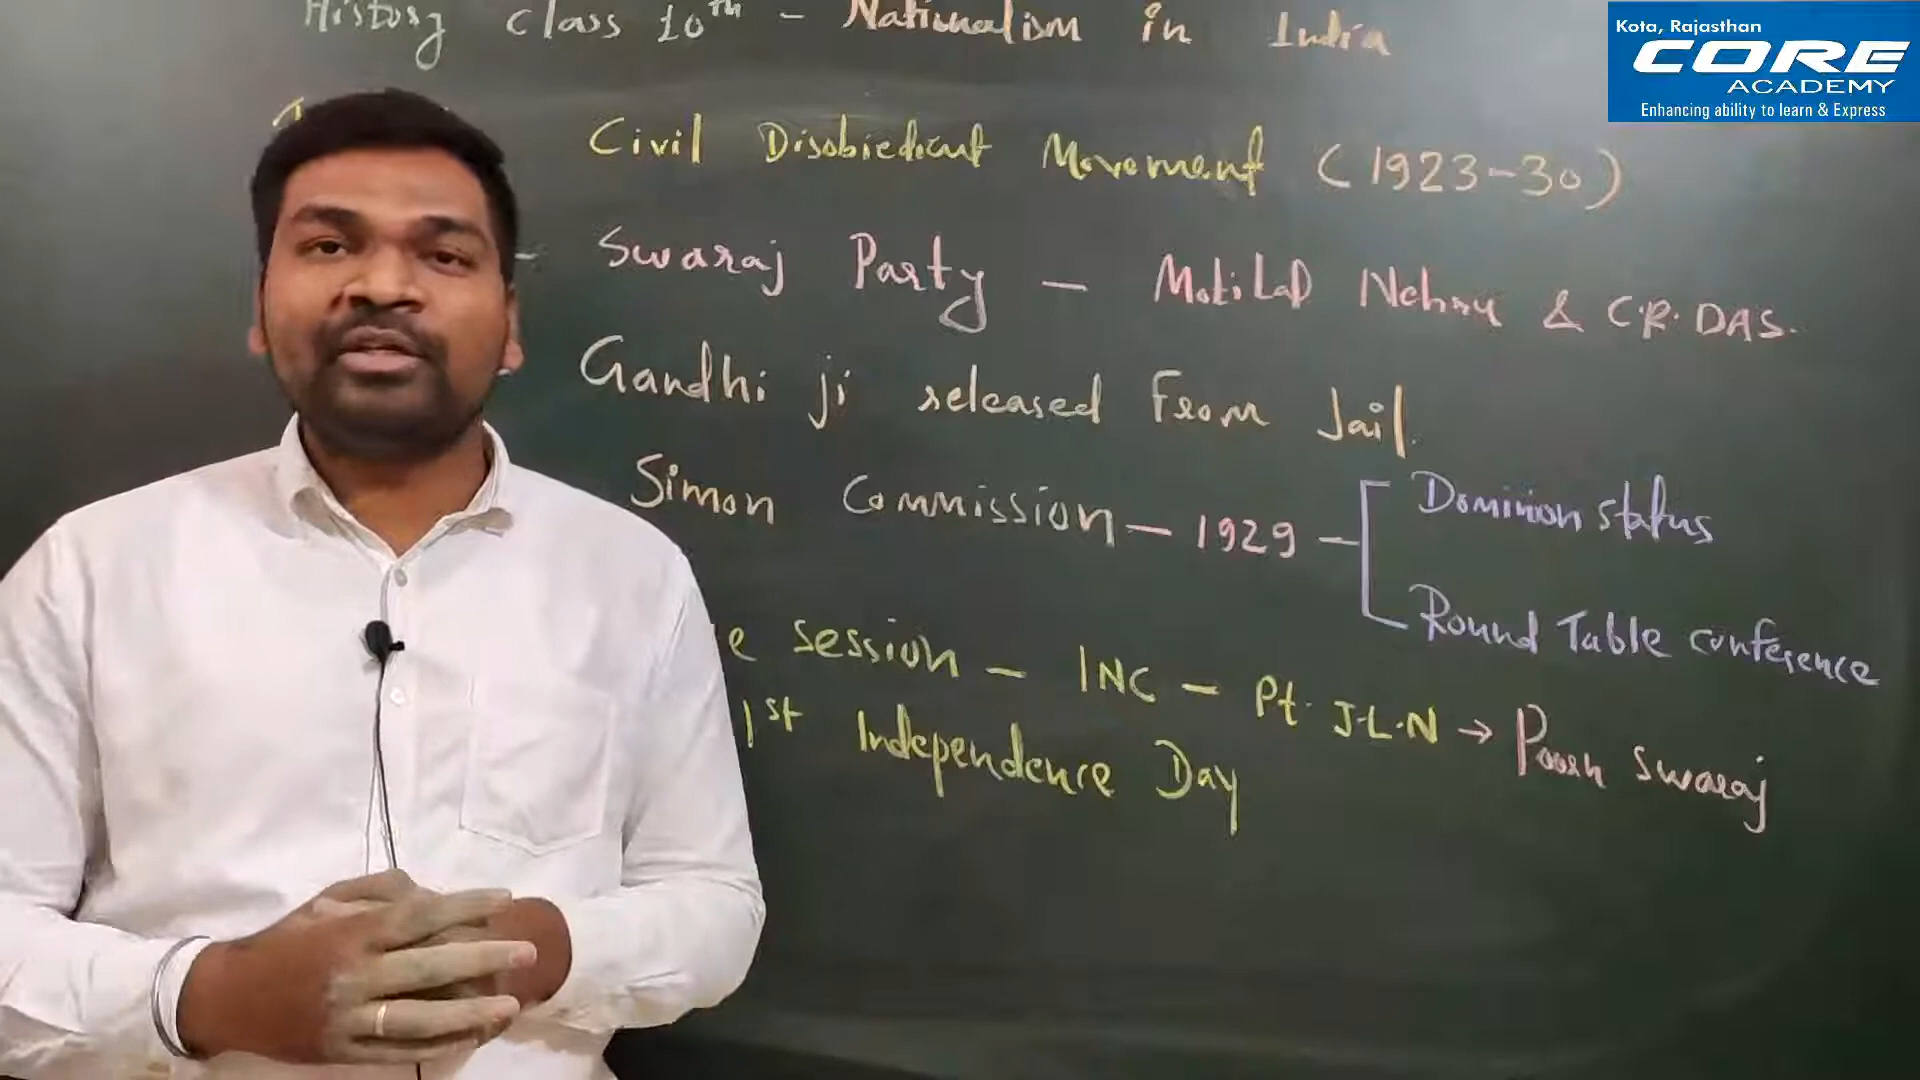 History Class 10th - Nationalism in India
Kota, Rajasthan
CORE
ACADEMY
Enhancing ability to learn & Express
Civil Disobiedient Movement (1923-30)
- Swaraj Party - MotiLal Nehru & C.R. DAS.
Gandhi ji released From Jail.
Simon Commission - 1929 - Dominion status
Round Table conference
e session - INC - Pt. J.L.N → Poorn Swaraj
1st Independence Day